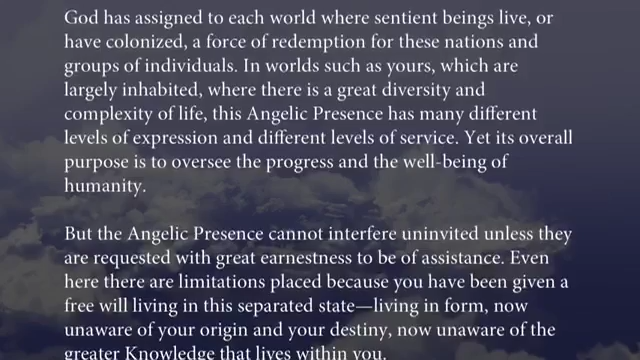 God has assigned to each world where sentient beings live, or
have colonized, a force of redemption for these nations and
groups of individuals. In worlds such as yours, which are
largely inhabited, where there is a great diversity and
complexity of life, this Angelic Presence has many different
levels of expression and different levels of service. Yet its overall
purpose is to oversee the progress and the well-being of
humanity.
But the Angelic Presence cannot interfere uninvited unless they
are requested with great earnestness to be of assistance. Even
here there are limitations placed because you have been given a
free will living in this separated state—living in form, now
unaware of your origin and your destiny, now unaware of the
greater Knowledge that lives within you.